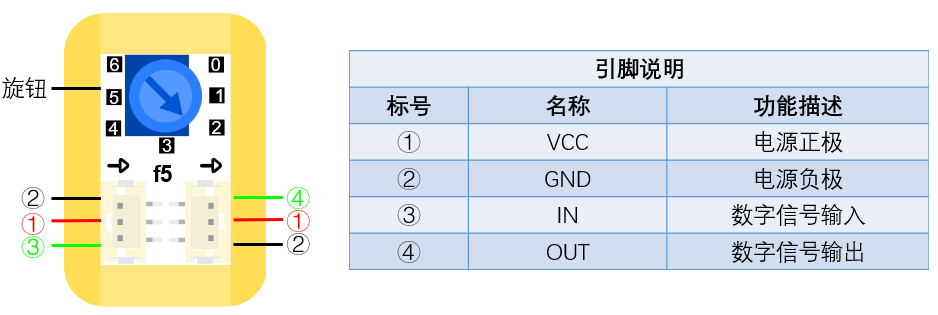 旋钮
6 0
5 1
4 2
3
f5
② ④
① ①
③ ②
引脚说明
标号 名称 功能描述
① VCC 电源正极
② GND 电源负极
③ IN 数字信号输入
④ OUT 数字信号输出